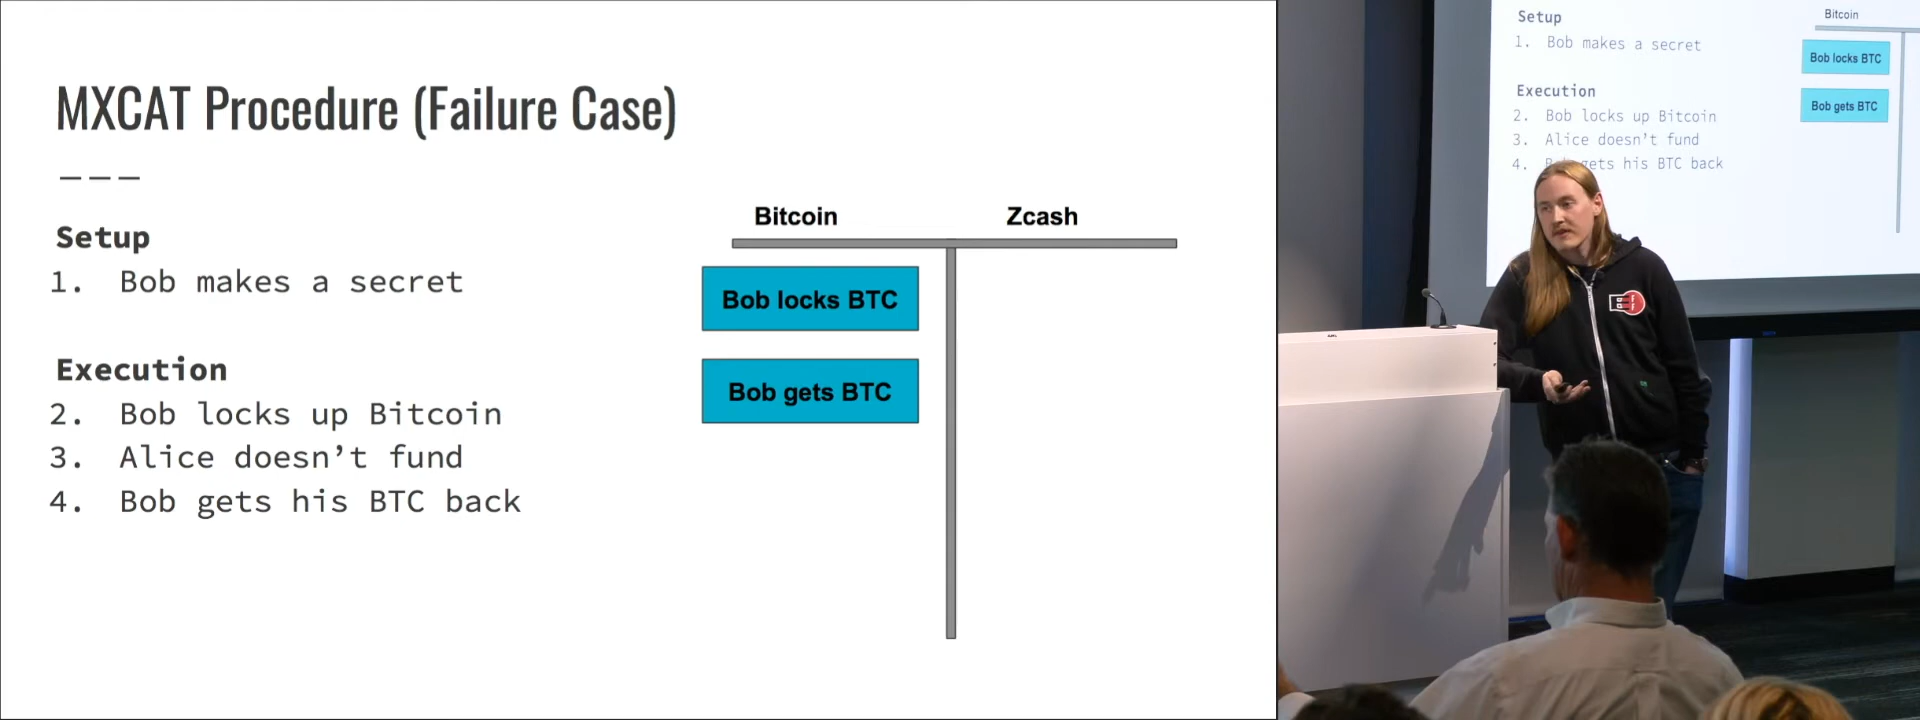 MXCAT Procedure (Failure Case)
Setup
1. Bob makes a secret
Execution
2. Bob locks up Bitcoin
3. Alice doesn’t fund
4. Bob gets his BTC back
Bitcoin
Zcash
Bob locks BTC
Bob gets BTC
Setup
1. Bob makes a secret
Execution
2. Bob locks up Bitcoin
3. Alice doesn’t fund
4. Bob gets his BTC back
Bitcoin
Bob locks BTC
Bob gets BTC